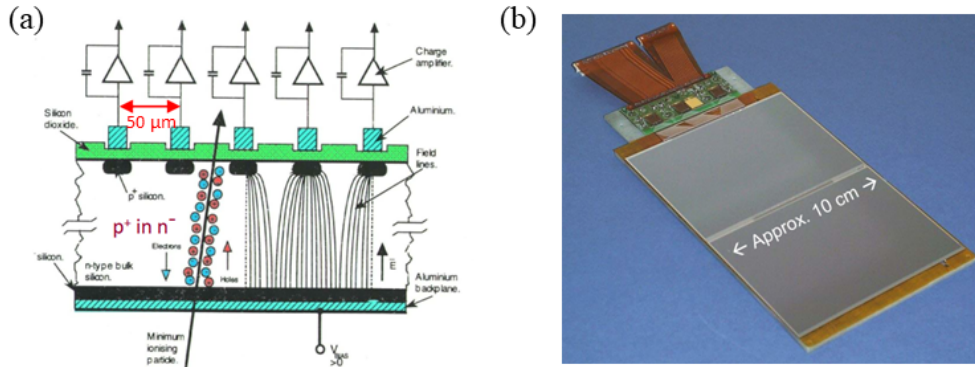 (a)
(b)
Charge
amplifier.
50 μm
Silicon
dioxide.
Aluminium.
Field
lines.
p+ silicon.
p+ in n−
Electrons
Holes
n-type bulk
silicon.
'silicon.
Aluminium
backplane.
Minimum
ionising
partide.
>0
← Approx. 10 cm →